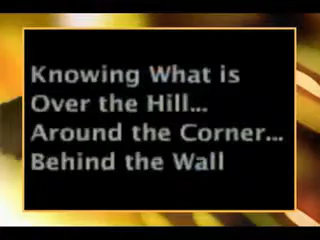 Knowing What is
Over the Hill...
Around the Corner...
Behind the Wall